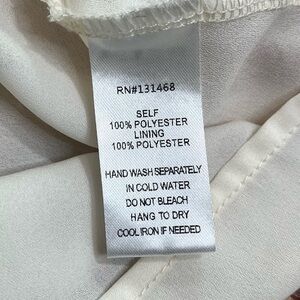 RN#131468
SELF
100% POLYESTER
LINING
100% POLYESTER
HAND WASH SEPARATELY
IN COLD WATER
DO NOT BLEACH
HANG TO DRY
COOL IRON IF NEEDED